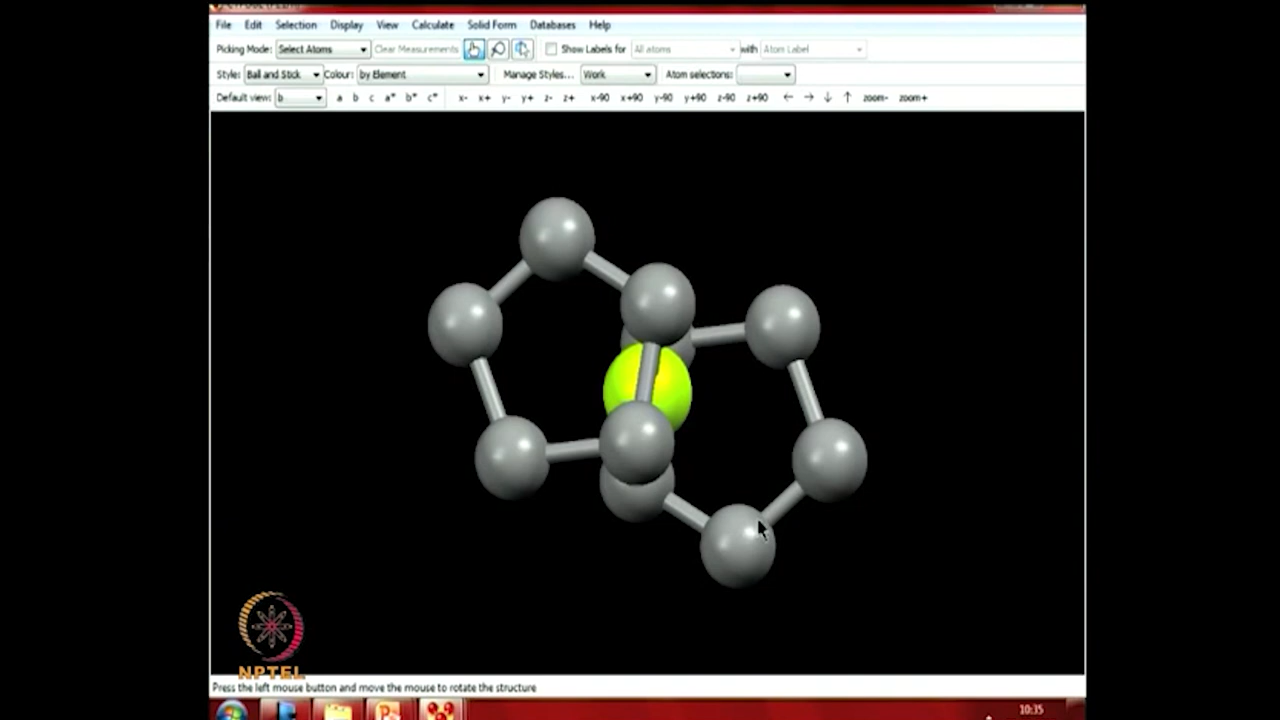 File Edit Selection Display View Calculate Solid Form Databases Help
Picking Mode: Select Atoms Clear Measurements Show Labels for All atoms with Atom Label
Style: Ball and Stick Colour: by Element Manage Styles... Work Atom selections:
Default view: b a b c a* b* c* x- x+ y- y+ z- z+ x-90 x+90 y-90 y+90 z-90 z+90 ← → ↓ ↑ zoom- zoom+
NPTEL
Press the left mouse button and move the mouse to rotate the structure
10:35